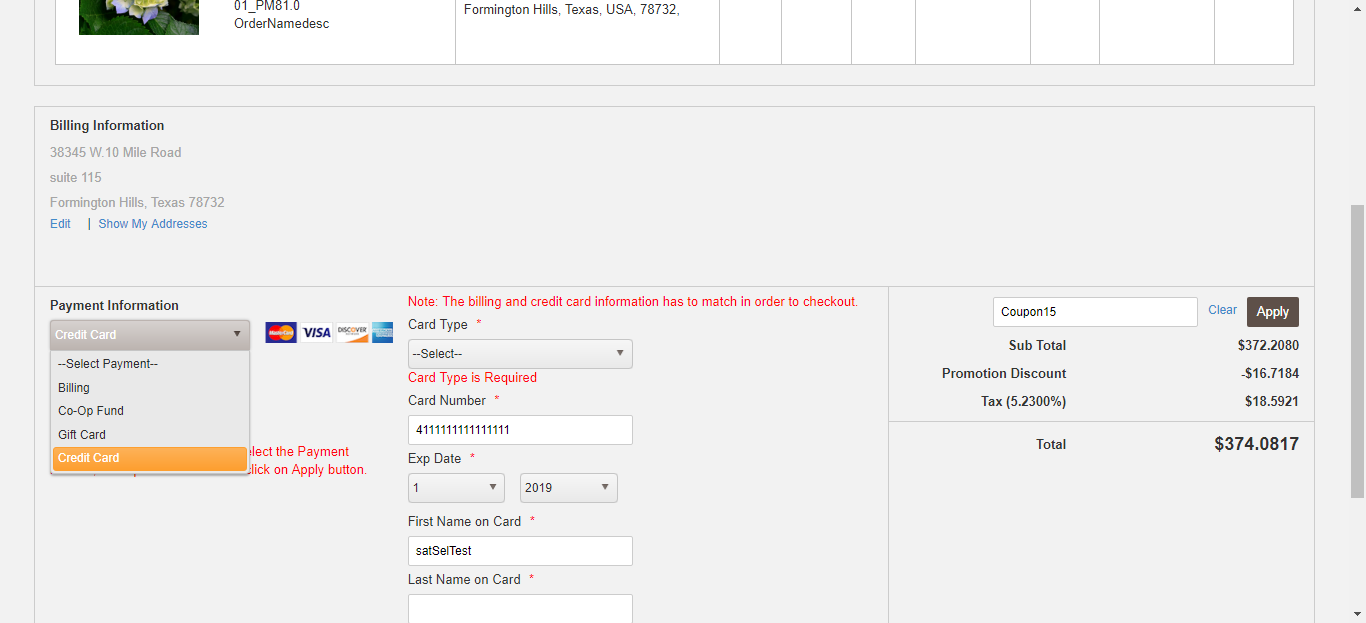 01_PM81.0
OrderNamedesc
Formington Hills, Texas, USA, 78732,
Billing Information
38345 W.10 Mile Road
suite 115
Formington Hills, Texas 78732
Edit | Show My Addresses
Payment Information
Credit Card
MasterCard VISA DISCOVER
--Select Payment--
Billing
Co-Op Fund
Gift Card
Credit Card
elect the Payment
click on Apply button.
Note: The billing and credit card information has to match in order to checkout.
Card Type *
--Select--
Card Type is Required
Card Number *
4111111111111111
Exp Date *
1 2019
First Name on Card *
satSelTest
Last Name on Card *
Coupon15 Clear Apply
Sub Total $372.2080
Promotion Discount -$16.7184
Tax (5.2300%) $18.5921
Total $374.0817